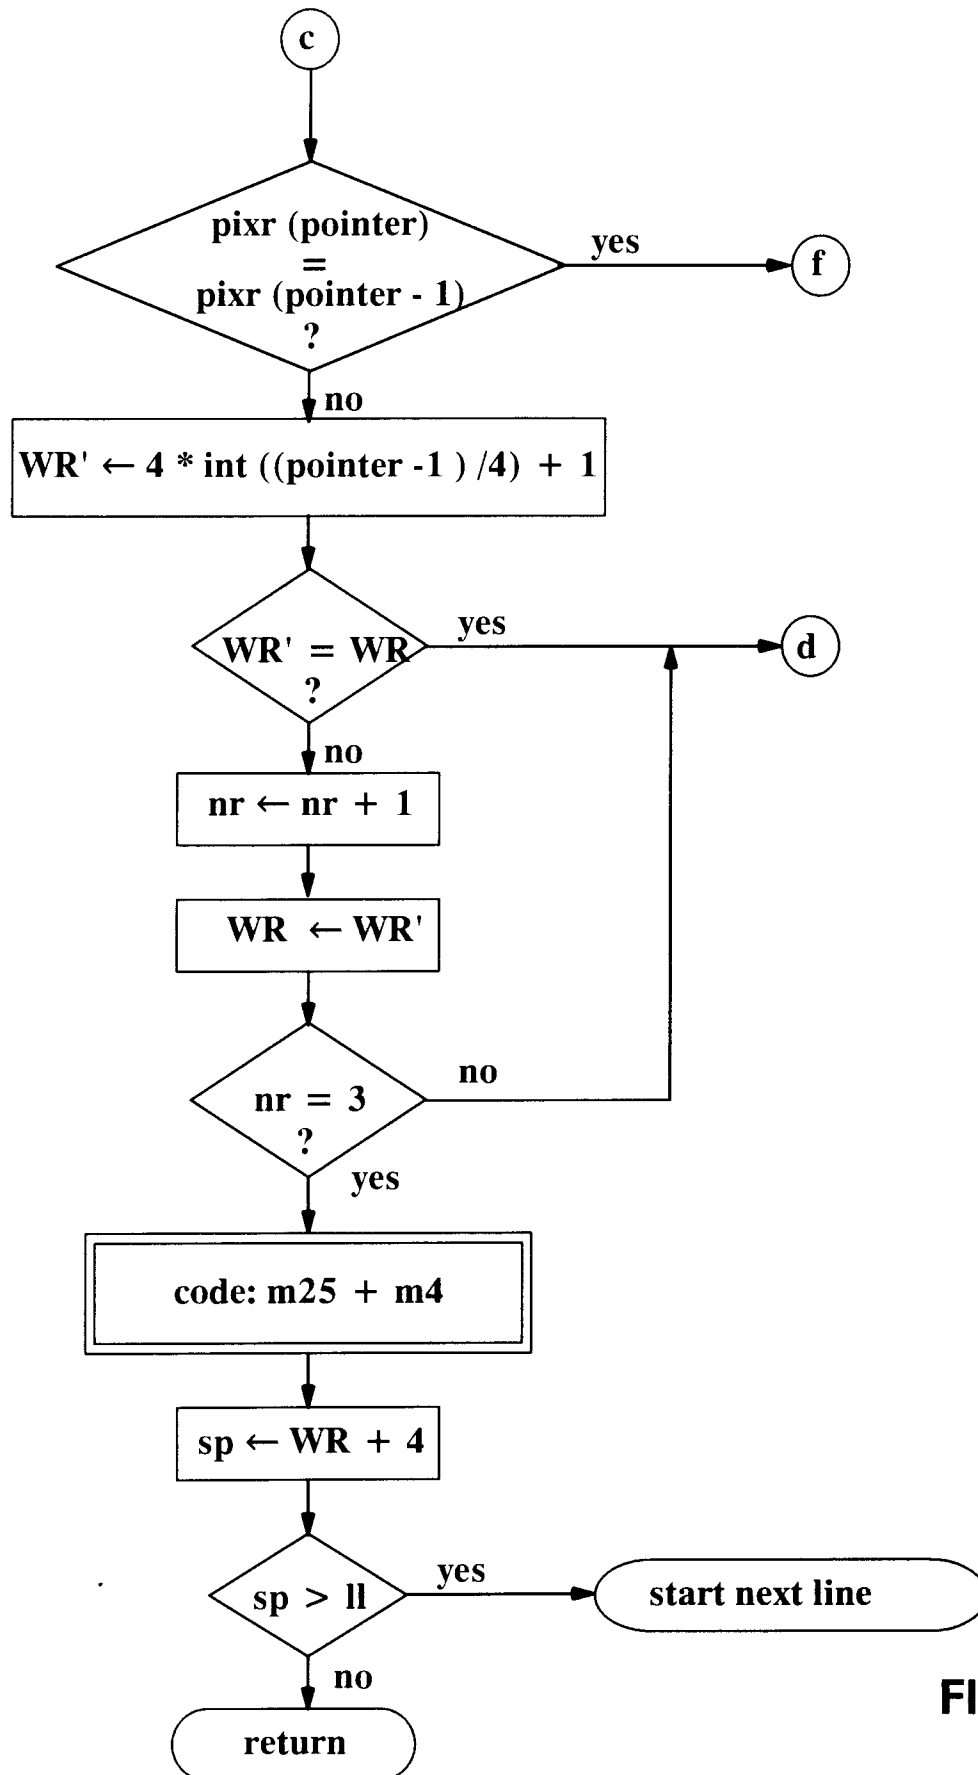 c
pixr (pointer)
=
pixr (pointer - 1)
?
yes
f
no
WR' ← 4 * int ((pointer -1 ) /4) + 1
WR' = WR
?
yes
d
no
nr ← nr + 1
WR ← WR'
nr = 3
?
no
yes
code: m25 + m4
sp ← WR + 4
sp > ll
yes
start next line
no
FI
return